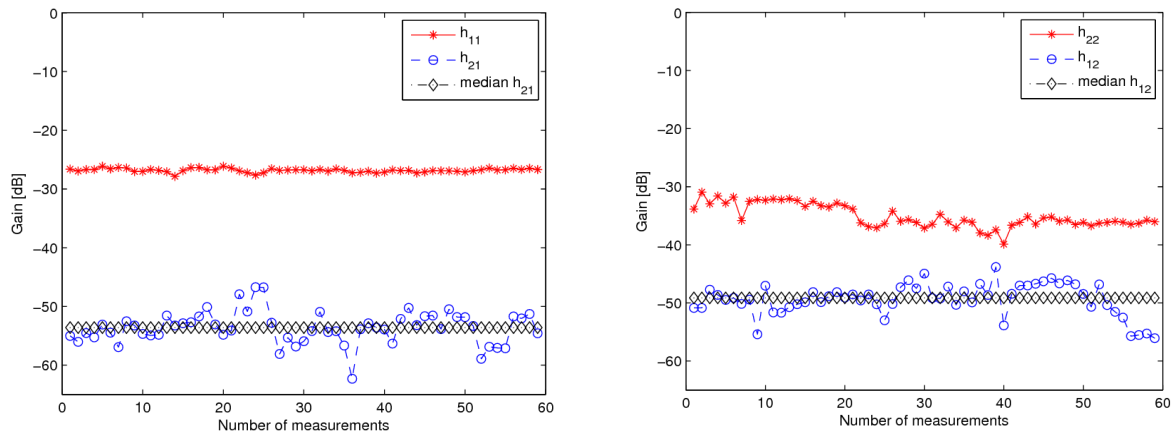 0
−10
−20
−30
−40
−50
−60
Gain [dB]
0 10 20 30 40 50 60
Number of measurements
h11
h21
median h21
0
−10
−20
−30
−40
−50
−60
Gain [dB]
0 10 20 30 40 50 60
Number of measurements
h22
h12
median h12